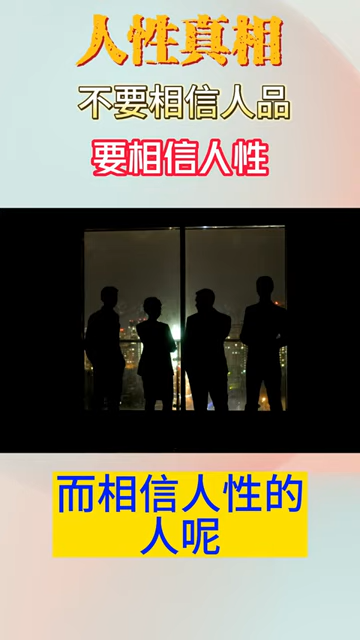 人性真相
不要相信人品
要相信人性
而相信人性的
人呢